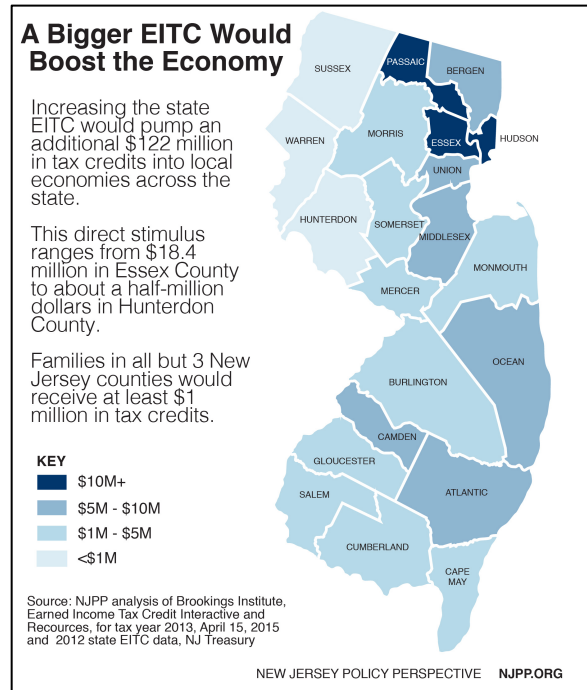 A Bigger EITC Would
Boost the Economy
Increasing the state
EITC would pump an
additional $122 million
in tax credits into local
economies across the
state.
This direct stimulus
ranges from $18.4
million in Essex County
to about a half-million
dollars in Hunterdon
County.
Families in all but 3 New
Jersey counties would
receive at least $1
million in tax credits.
KEY
$10M+
$5M - $10M
$1M - $5M
<$1M
Source: NJPP analysis of Brookings Institute,
Earned Income Tax Credit Interactive and
Recources, for tax year 2013, April 15, 2015
and 2012 state EITC data, NJ Treasury
SUSSEX
PASSAIC
BERGEN
WARREN
MORRIS
ESSEX
HUDSON
UNION
HUNTERDON
SOMERSET
MIDDLESEX
MONMOUTH
MERCER
OCEAN
BURLINGTON
CAMDEN
GLOUCESTER
SALEM
ATLANTIC
CUMBERLAND
CAPE
MAY
NEW JERSEY POLICY PERSPECTIVE NJPP.ORG